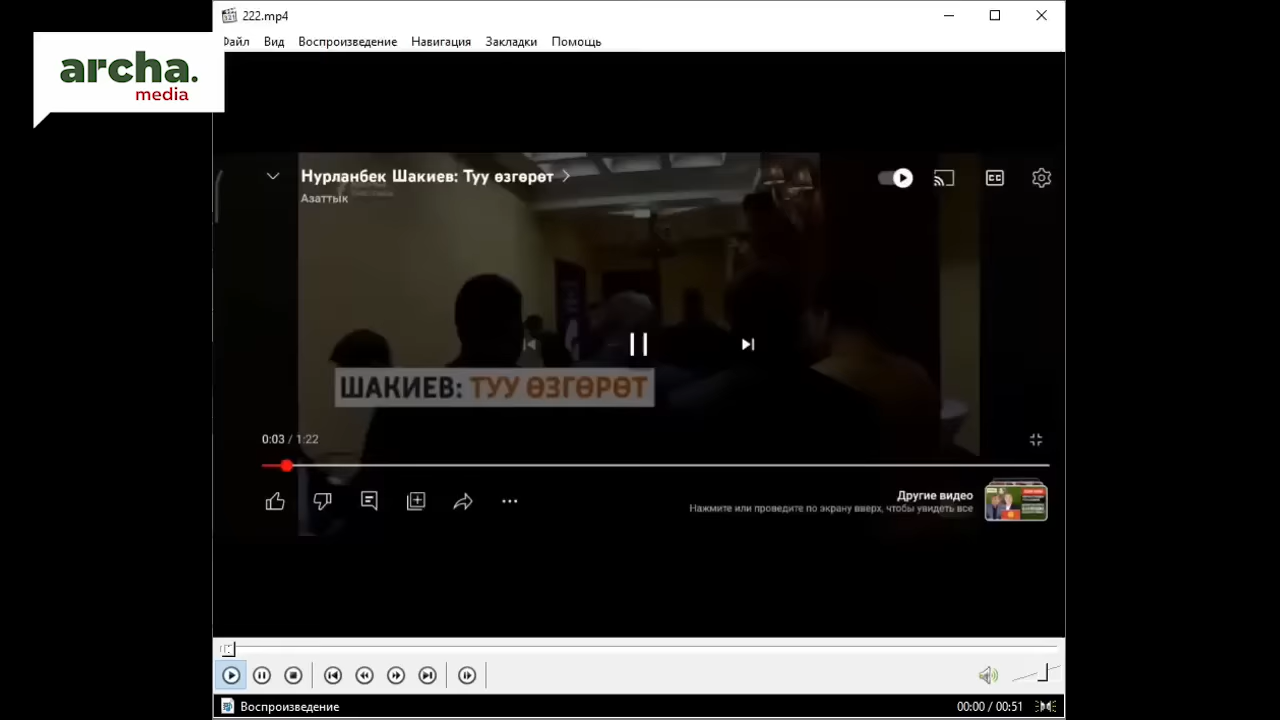 222.mp4
archa.
media
Файл Вид Воспроизведение Навигация Закладки Помощь
Нурланбек Шакиев: Туу өзгөрөт
Азаттык
CC
ШАКИЕВ: ТУУ ӨЗГӨРӨТ
0:03 / 1:22
Другие видео
Нажмите или проведите по экрану вверх, чтобы увидеть все
Воспроизведение
00:00 / 00:51